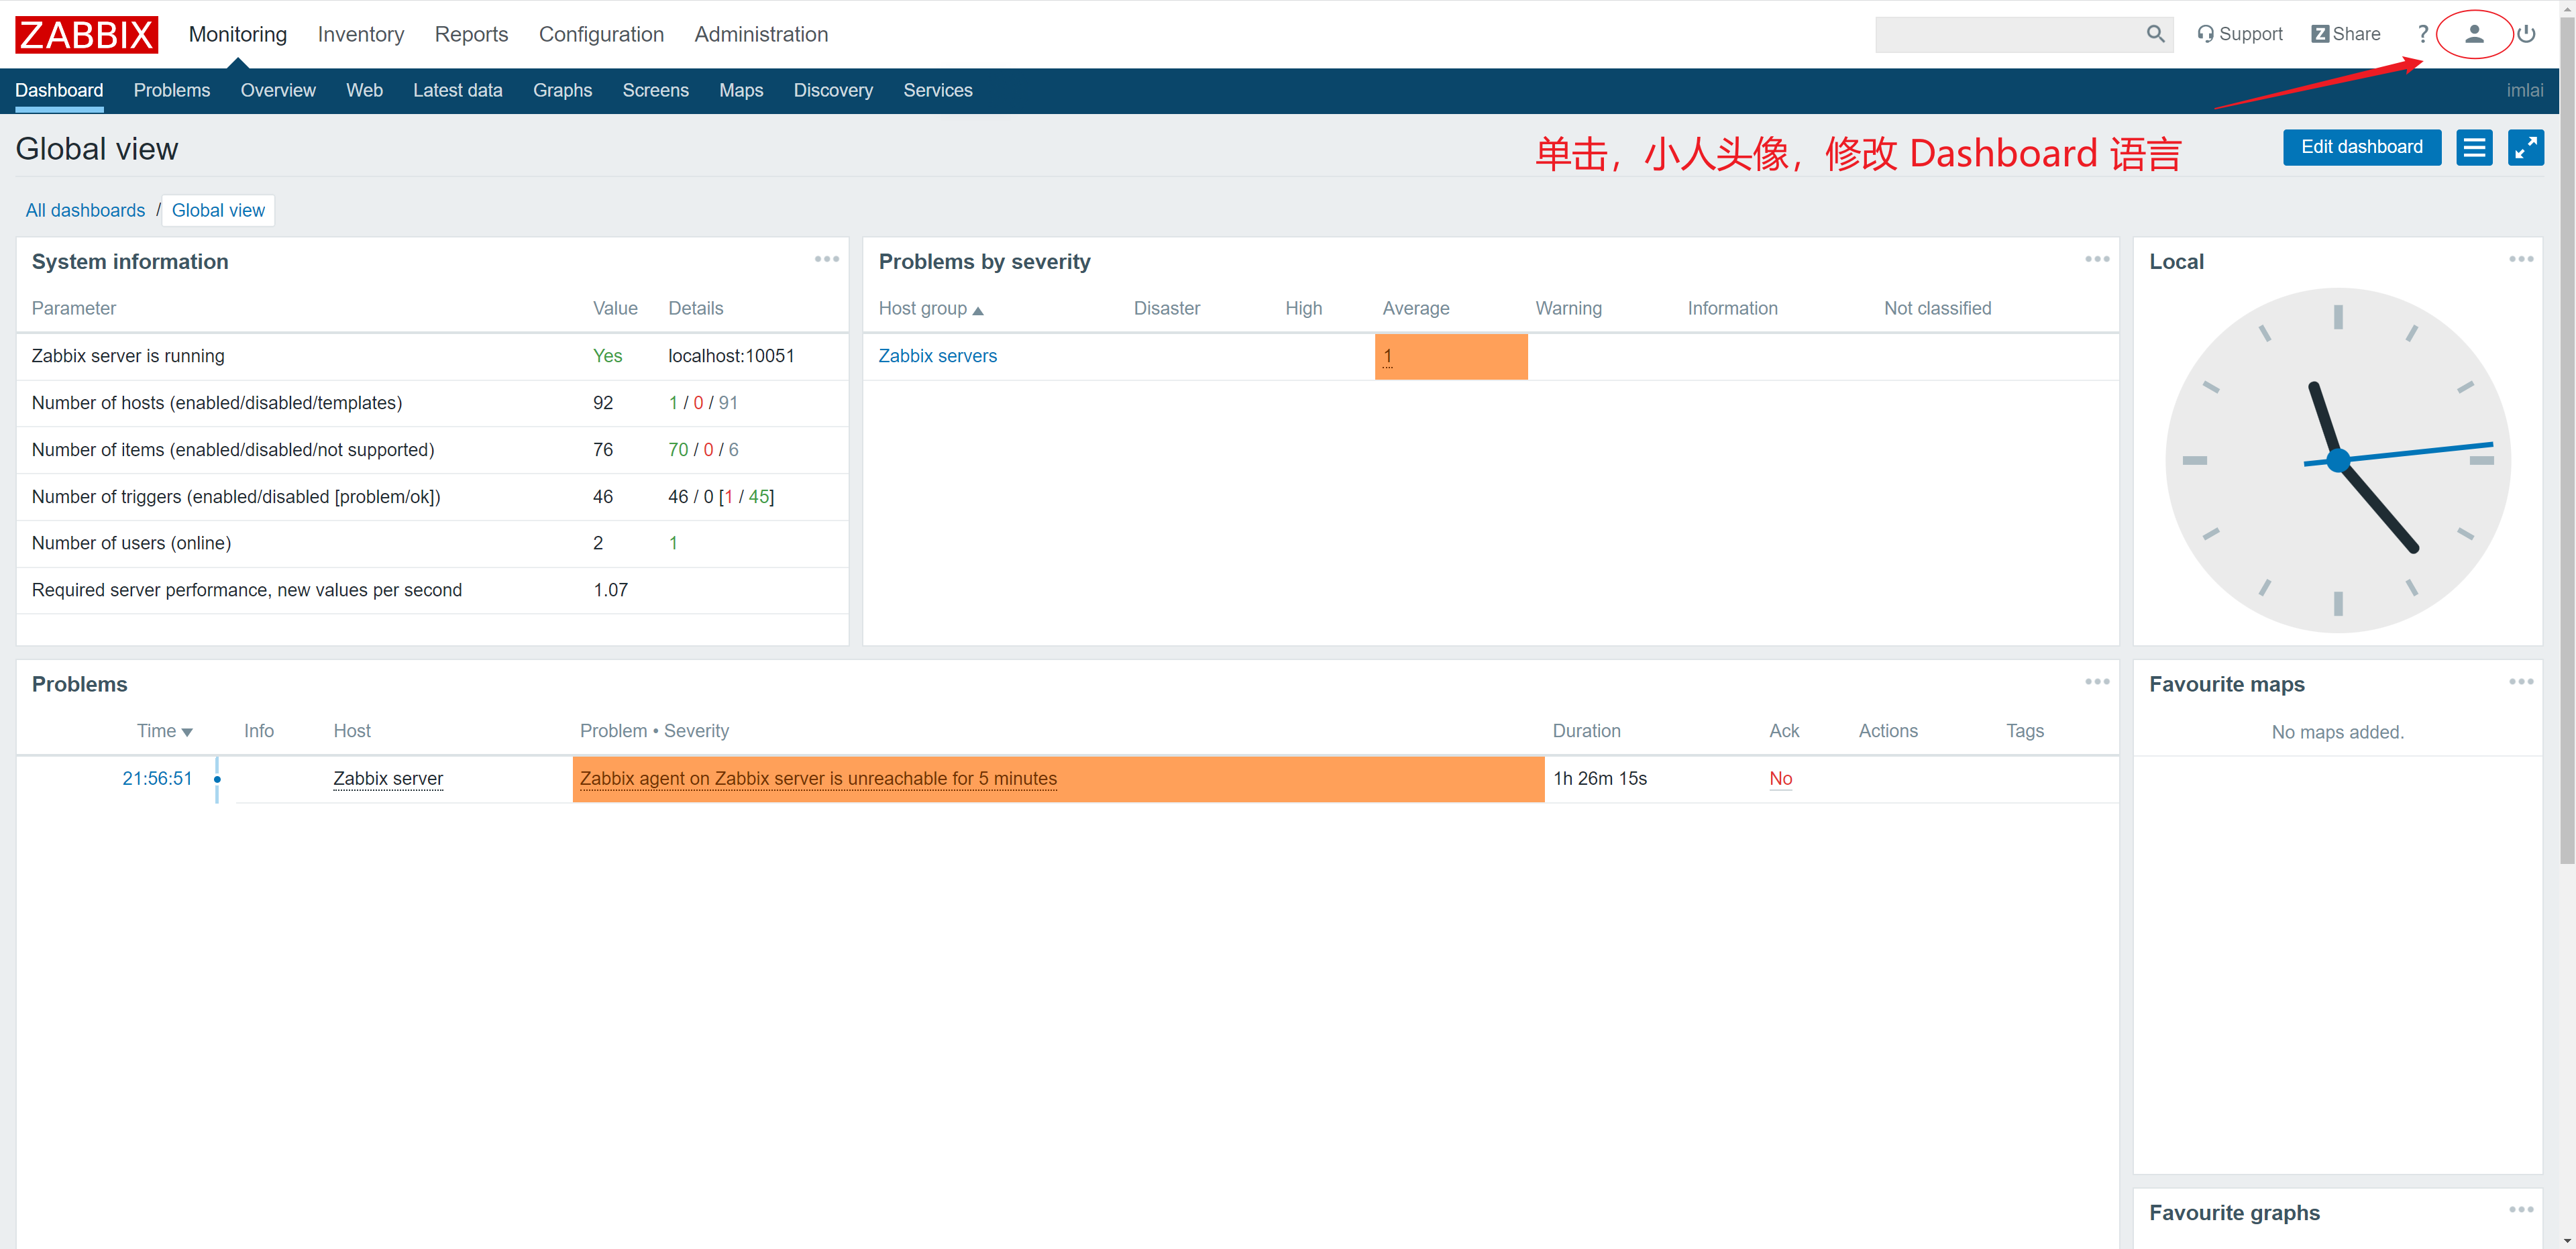 ZABBIX Monitoring Inventory Reports Configuration Administration Support Z Share ?
Dashboard Problems Overview Web Latest data Graphs Screens Maps Discovery Services imlai
Global view
单击，小人头像，修改 Dashboard 语言
Edit dashboard
All dashboards / Global view
System information
Parameter Value Details
Zabbix server is running Yes localhost:10051
Number of hosts (enabled/disabled/templates) 92 1 / 0 / 91
Number of items (enabled/disabled/not supported) 76 70 / 0 / 6
Number of triggers (enabled/disabled [problem/ok]) 46 46 / 0 [1 / 45]
Number of users (online) 2 1
Required server performance, new values per second 1.07
Problems by severity
Host group ▲ Disaster High Average Warning Information Not classified
Zabbix servers 1
Local
Problems
Time ▼ Info Host Problem • Severity Duration Ack Actions Tags
21:56:51 Zabbix server Zabbix agent on Zabbix server is unreachable for 5 minutes 1h 26m 15s No
Favourite maps
No maps added.
Favourite graphs